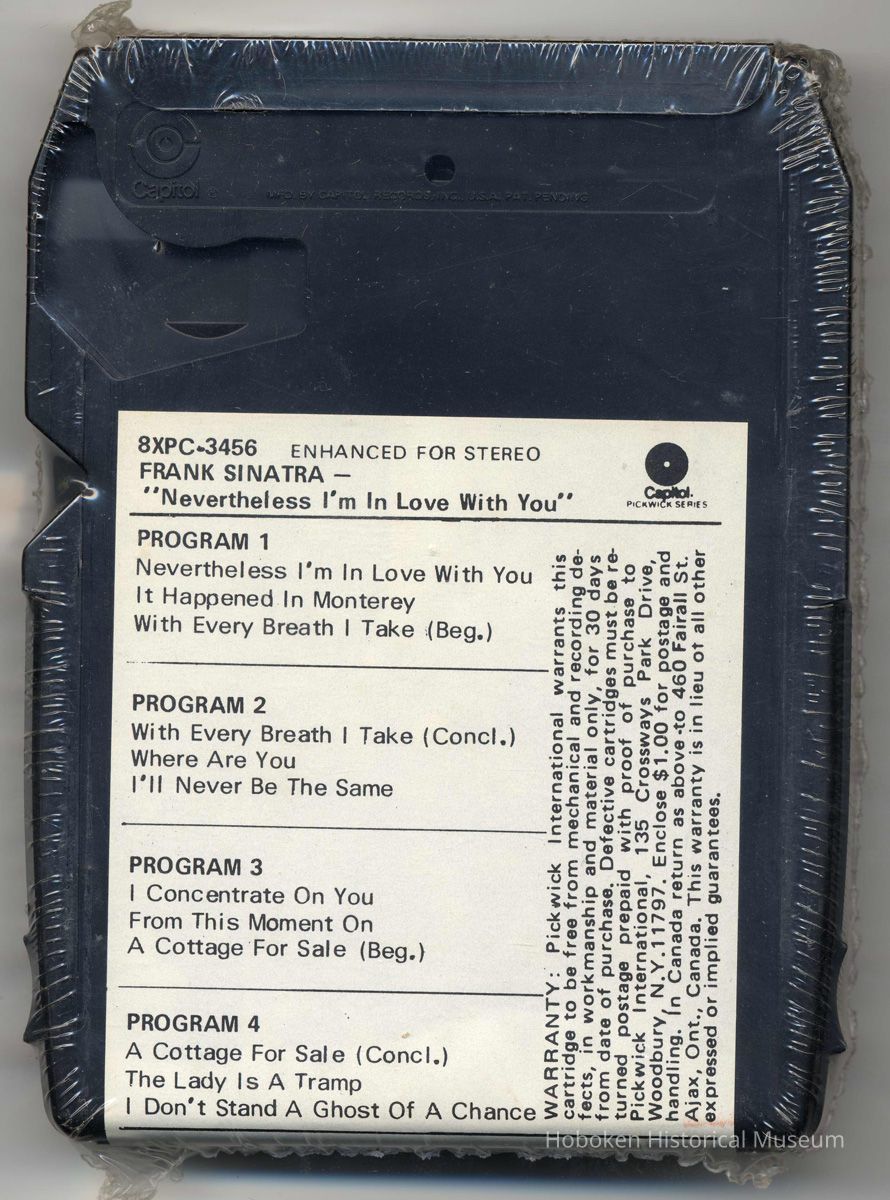 Capitol ®
MFD. BY CAPITOL RECORDS, INC., U.S.A. PAT. PENDING
8XPC-3456 ENHANCED FOR STEREO
FRANK SINATRA —
"Nevertheless I'm In Love With You"
Capitol.
PICKWICK SERIES
PROGRAM 1
Nevertheless I'm In Love With You
It Happened In Monterey
With Every Breath I Take (Beg.)
PROGRAM 2
With Every Breath I Take (Concl.)
Where Are You
I'll Never Be The Same
PROGRAM 3
I Concentrate On You
From This Moment On
A Cottage For Sale (Beg.)
PROGRAM 4
A Cottage For Sale (Concl.)
The Lady Is A Tramp
I Don't Stand A Ghost Of A Chance
WARRANTY: Pickwick International warrants this
cartridge to be free from mechanical and recording de-
fects, in workmanship and material only, for 30 days
from date of purchase. Defective cartridges must be re-
turned postage prepaid with proof of purchase to
Pickwick International, 135 Crossways Park Drive,
Woodbury, N.Y. 11797. Enclose $1.00 for postage and
handling. In Canada return as above to 460 Fairall St.
Ajax, Ont., Canada. This warranty is in lieu of all other
expressed or implied guarantees.
Hoboken Historical Museum